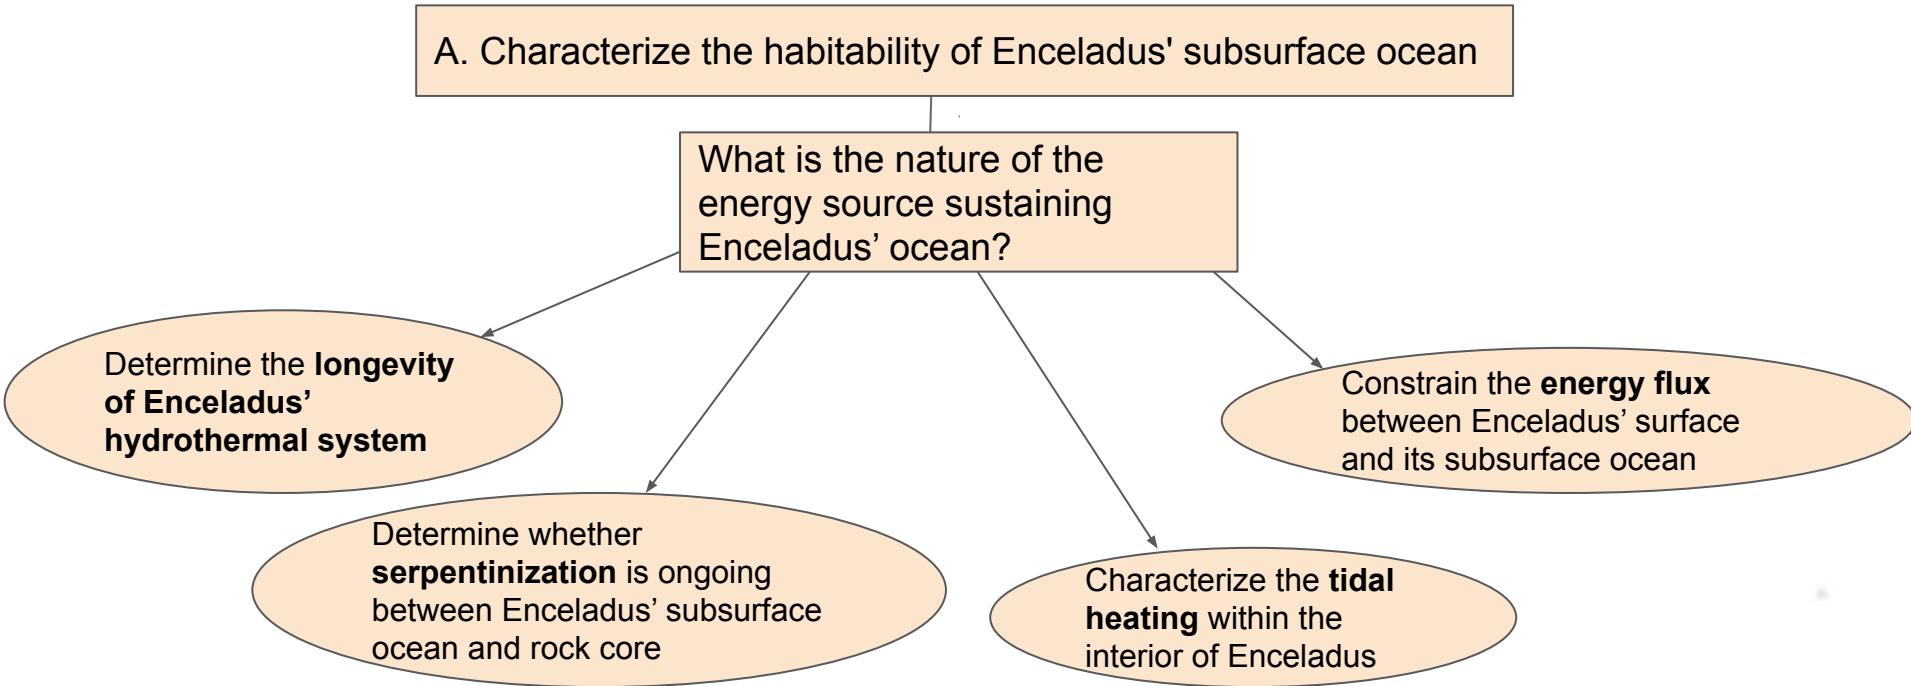 A. Characterize the habitability of Enceladus' subsurface ocean
What is the nature of the
energy source sustaining
Enceladus’ ocean?
Determine the longevity
of Enceladus’
hydrothermal system
Determine whether
serpentinization is ongoing
between Enceladus’ subsurface
ocean and rock core
Characterize the tidal
heating within the
interior of Enceladus
Constrain the energy flux
between Enceladus’ surface
and its subsurface ocean